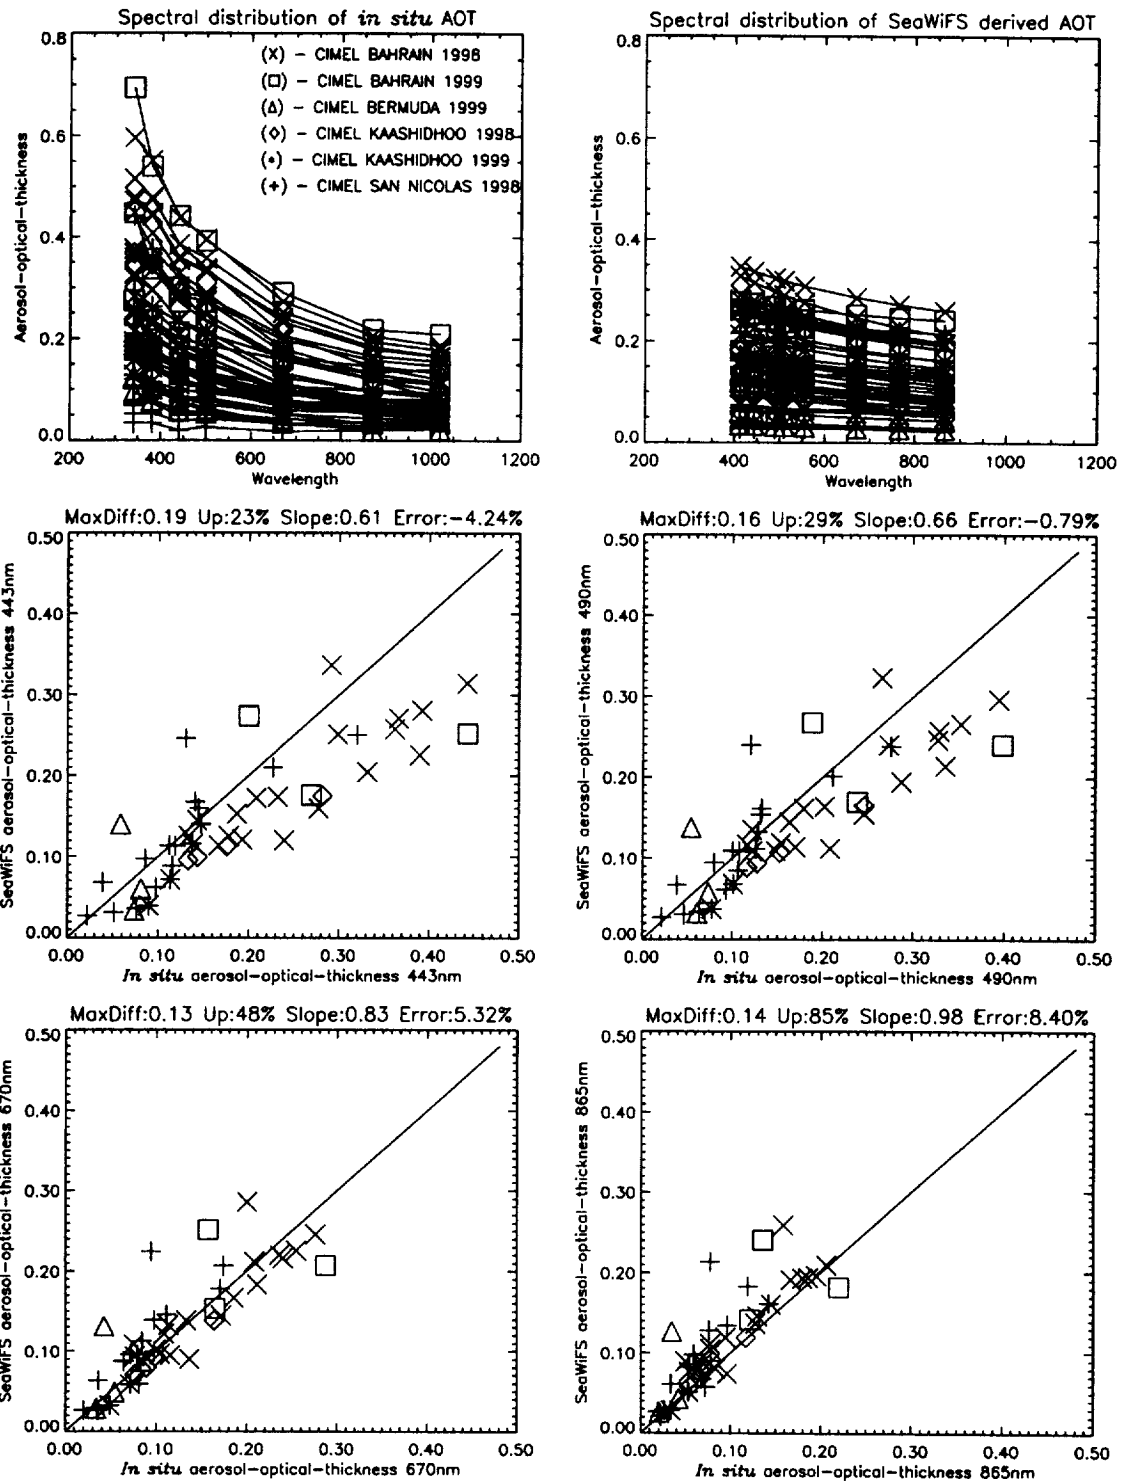 Spectral distribution of in situ AOT
0.8
0.6
0.4
0.2
0.0
Aerosol-optical-thickness
(×) - CIMEL BAHRAIN 1998
(□) - CIMEL BAHRAIN 1999
(△) - CIMEL BERMUDA 1999
(◇) - CIMEL KAASHIDHOO 1998
(*) - CIMEL KAASHIDHOO 1999
(+) - CIMEL SAN NICOLAS 1998
200 400 600 800 1000 1200
Wavelength
Spectral distribution of SeaWiFS derived AOT
0.8
0.6
0.4
0.2
0.0
Aerosol-optical-thickness
200 400 600 800 1000 1200
Wavelength
MaxDiff:0.19 Up:23% Slope:0.61 Error:-4.24%
0.50
0.40
0.30
0.20
0.10
0.00
SeaWiFS aerosol-optical-thickness 443nm
0.00 0.10 0.20 0.30 0.40 0.50
In situ aerosol-optical-thickness 443nm
MaxDiff:0.16 Up:29% Slope:0.66 Error:-0.79%
0.50
0.40
0.30
0.20
0.10
0.00
SeaWiFS aerosol-optical-thickness 490nm
0.00 0.10 0.20 0.30 0.40 0.50
In situ aerosol-optical-thickness 490nm
MaxDiff:0.13 Up:48% Slope:0.83 Error:5.32%
0.50
0.40
0.30
0.20
0.10
0.00
SeaWiFS aerosol-optical-thickness 670nm
0.00 0.10 0.20 0.30 0.40 0.50
In situ aerosol-optical-thickness 670nm
MaxDiff:0.14 Up:85% Slope:0.98 Error:8.40%
0.50
0.40
0.30
0.20
0.10
0.00
SeaWiFS aerosol-optical-thickness 865nm
0.00 0.10 0.20 0.30 0.40 0.50
In situ aerosol-optical-thickness 865nm